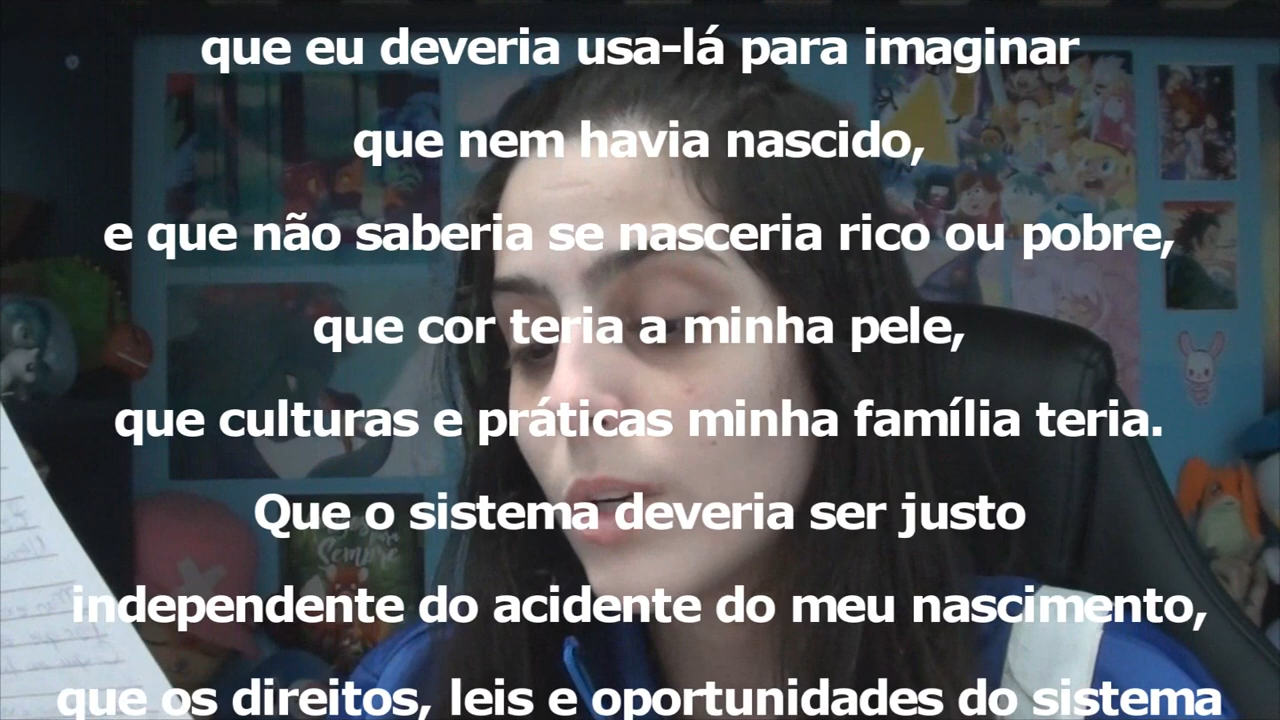 que eu deveria usa-lá para imaginar
que nem havia nascido,
e que não saberia se nasceria rico ou pobre,
que cor teria a minha pele,
que culturas e práticas minha família teria.
Que o sistema deveria ser justo
Sempre
independente do acidente do meu nascimento,
que os direitos, leis e oportunidades do sistema